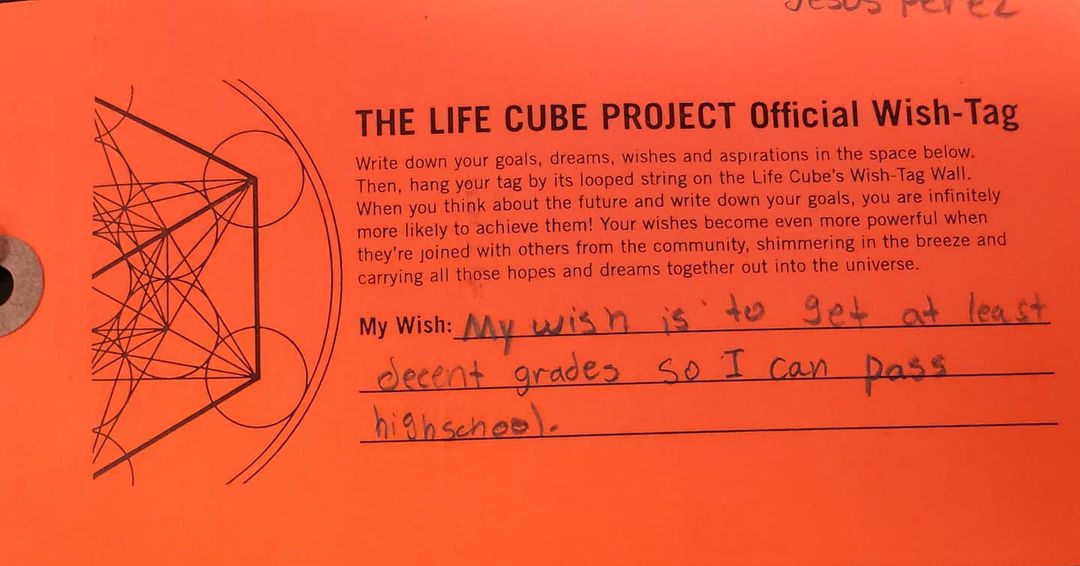 Jesus Perez
THE LIFE CUBE PROJECT Official Wish-Tag
Write down your goals, dreams, wishes and aspirations in the space below.
Then, hang your tag by its looped string on the Life Cube's Wish-Tag Wall.
When you think about the future and write down your goals, you are infinitely
more likely to achieve them! Your wishes become even more powerful when
they're joined with others from the community, shimmering in the breeze and
carrying all those hopes and dreams together out into the universe.
My Wish: My wish is to get at least
decent grades so I can pass
highschool.